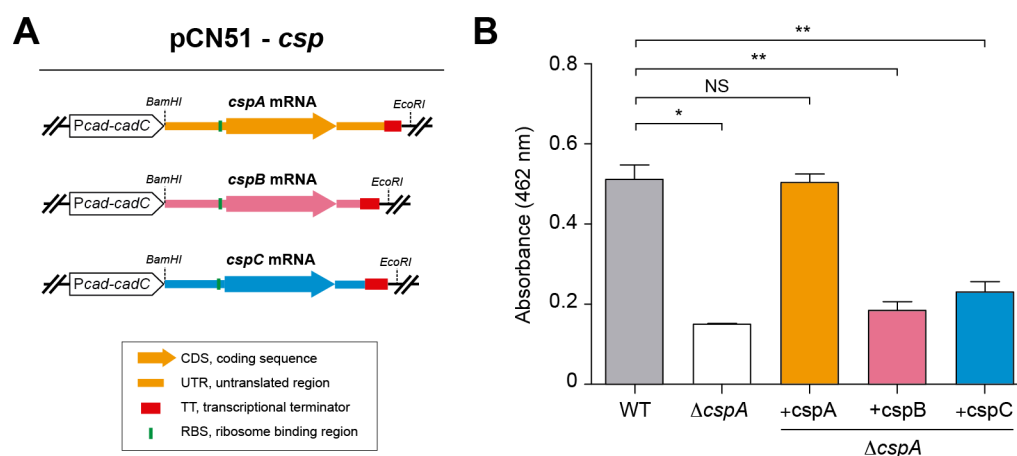 A
pCN51 - csp
BamHI
cspA mRNA
EcoRI
Pcad-cadC
BamHI
cspB mRNA
EcoRI
Pcad-cadC
BamHI
cspC mRNA
EcoRI
Pcad-cadC
CDS, coding sequence
UTR, untranslated region
TT, transcriptional terminator
RBS, ribosome binding region
B
**
**
NS
*
Absorbance (462 nm)
0.8
0.6
0.4
0.2
0
WT ΔcspA +cspA +cspB +cspC
ΔcspA